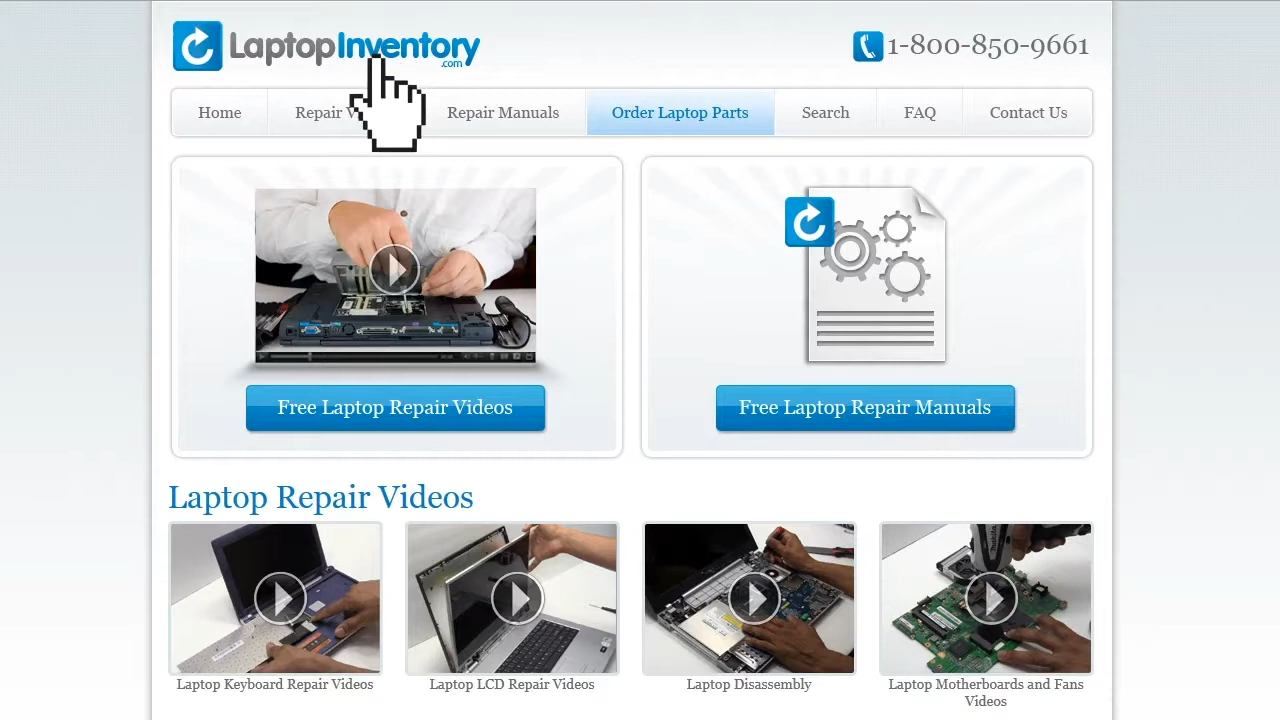 LaptopInventory
.com
1-800-850-9661
Home
Repair V
Repair Manuals
Order Laptop Parts
Search
FAQ
Contact Us
Free Laptop Repair Videos
Free Laptop Repair Manuals
Laptop Repair Videos
Laptop Keyboard Repair Videos
Laptop LCD Repair Videos
Laptop Disassembly
Laptop Motherboards and Fans
Videos